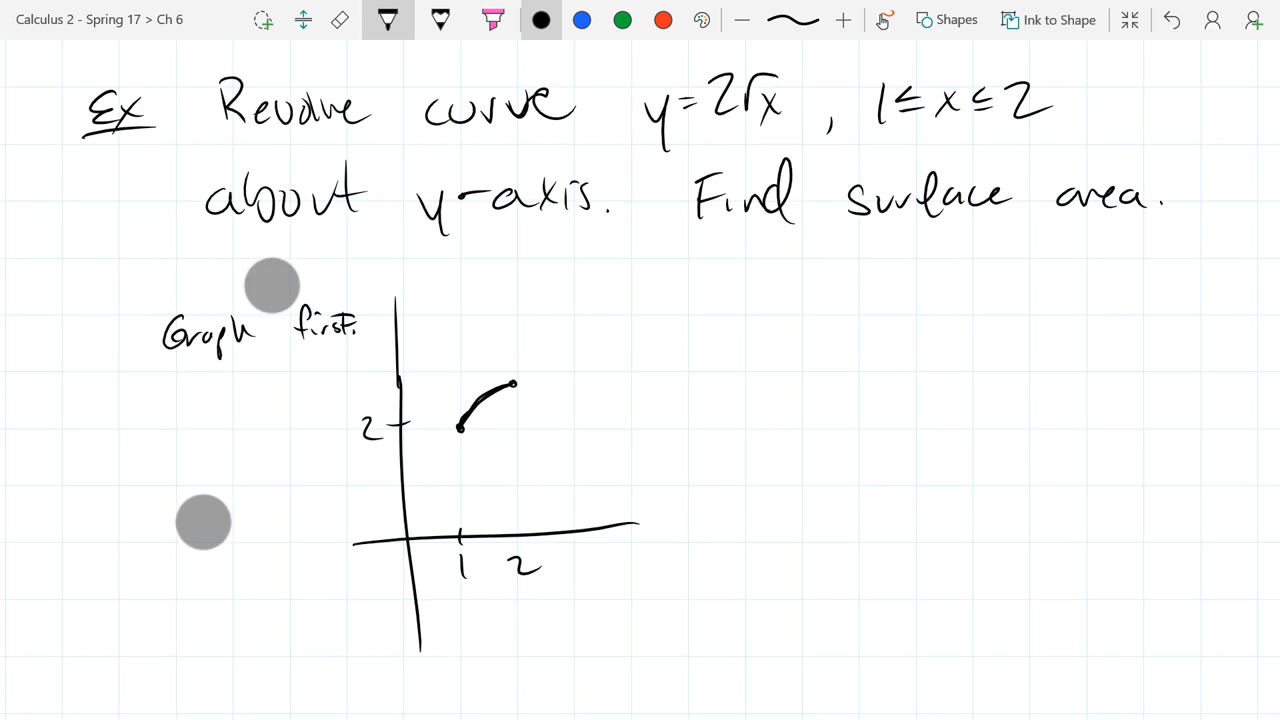 Calculus 2 - Spring 17 > Ch 6
Shapes
Ink to Shape
Ex Revolve curve y=2√x, 1≤x≤2
about y-axis. Find surface area.
Graph first.
2
1 2